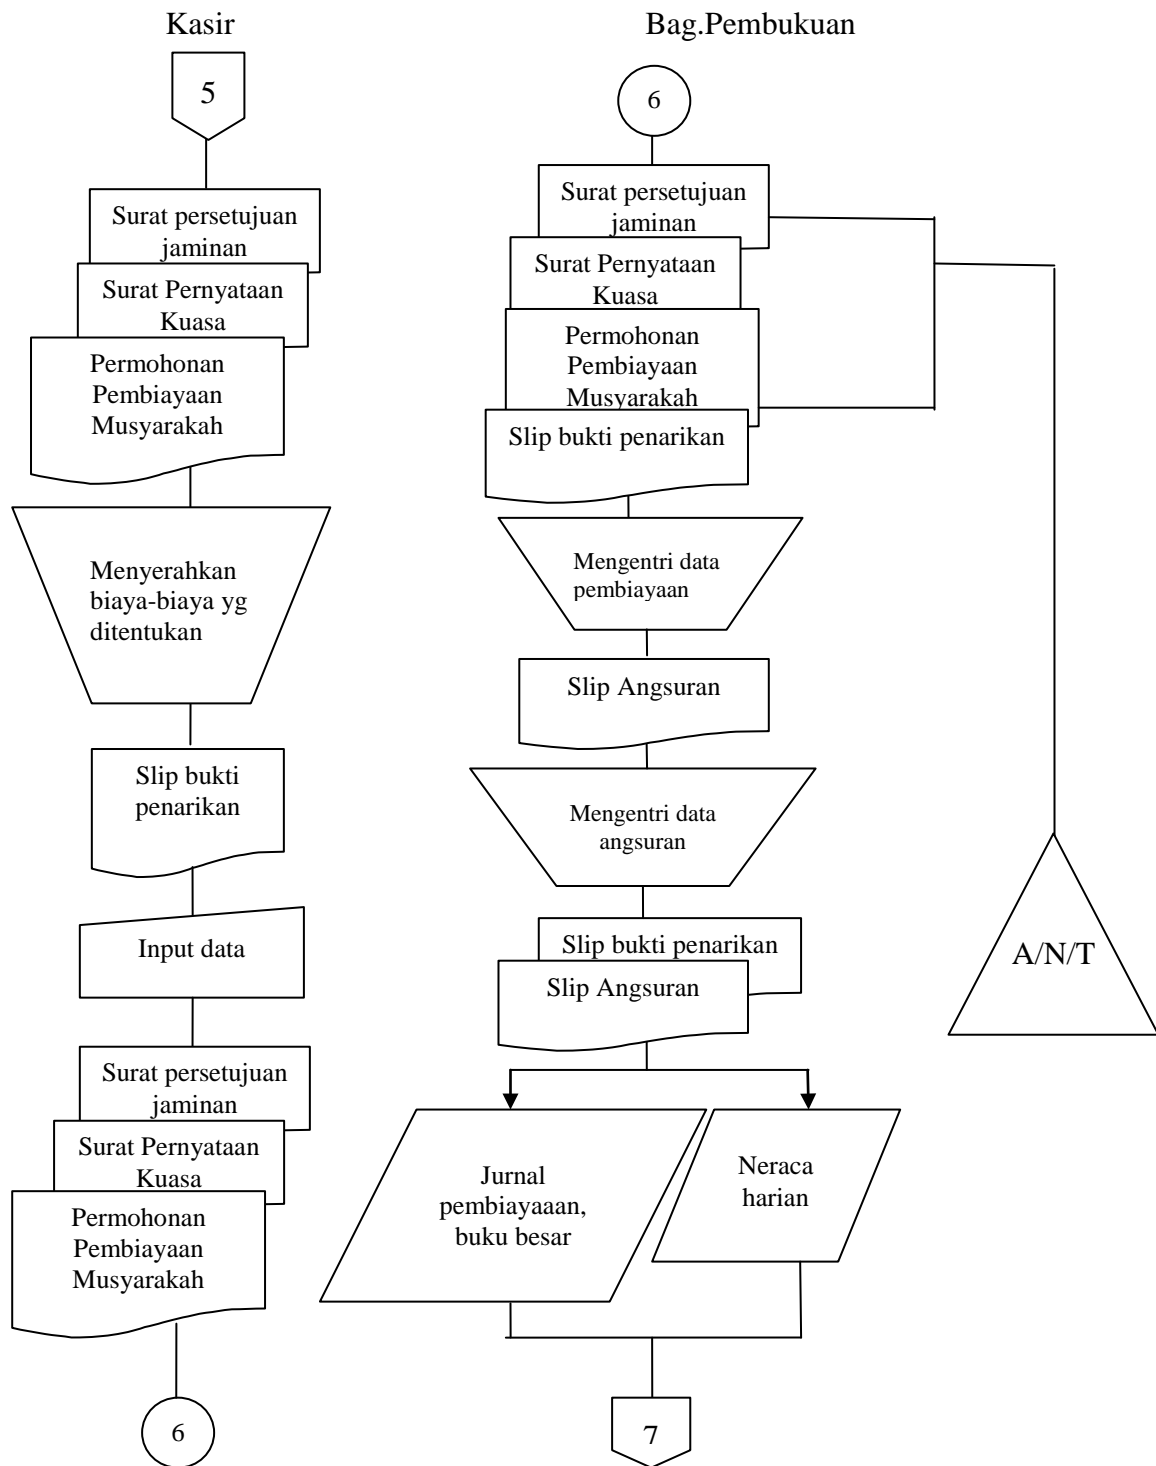 Kasir
5
Surat persetujuan
jaminan
Surat Pernyataan
Kuasa
Permohonan
Pembiayaan
Musyarakah
Menyerahkan
biaya-biaya yg
ditentukan
Slip bukti
penarikan
Input data
Surat persetujuan
jaminan
Surat Pernyataan
Kuasa
Permohonan
Pembiayaan
Musyarakah
6
Bag.Pembukuan
6
Surat persetujuan
jaminan
Surat Pernyataan
Kuasa
Permohonan
Pembiayaan
Musyarakah
Slip bukti penarikan
Mengentri data
pembiayaan
Slip Angsuran
Mengentri data
angsuran
Slip bukti penarikan
Slip Angsuran
Jurnal
pembiayaaan,
buku besar
Neraca
harian
7
A/N/T